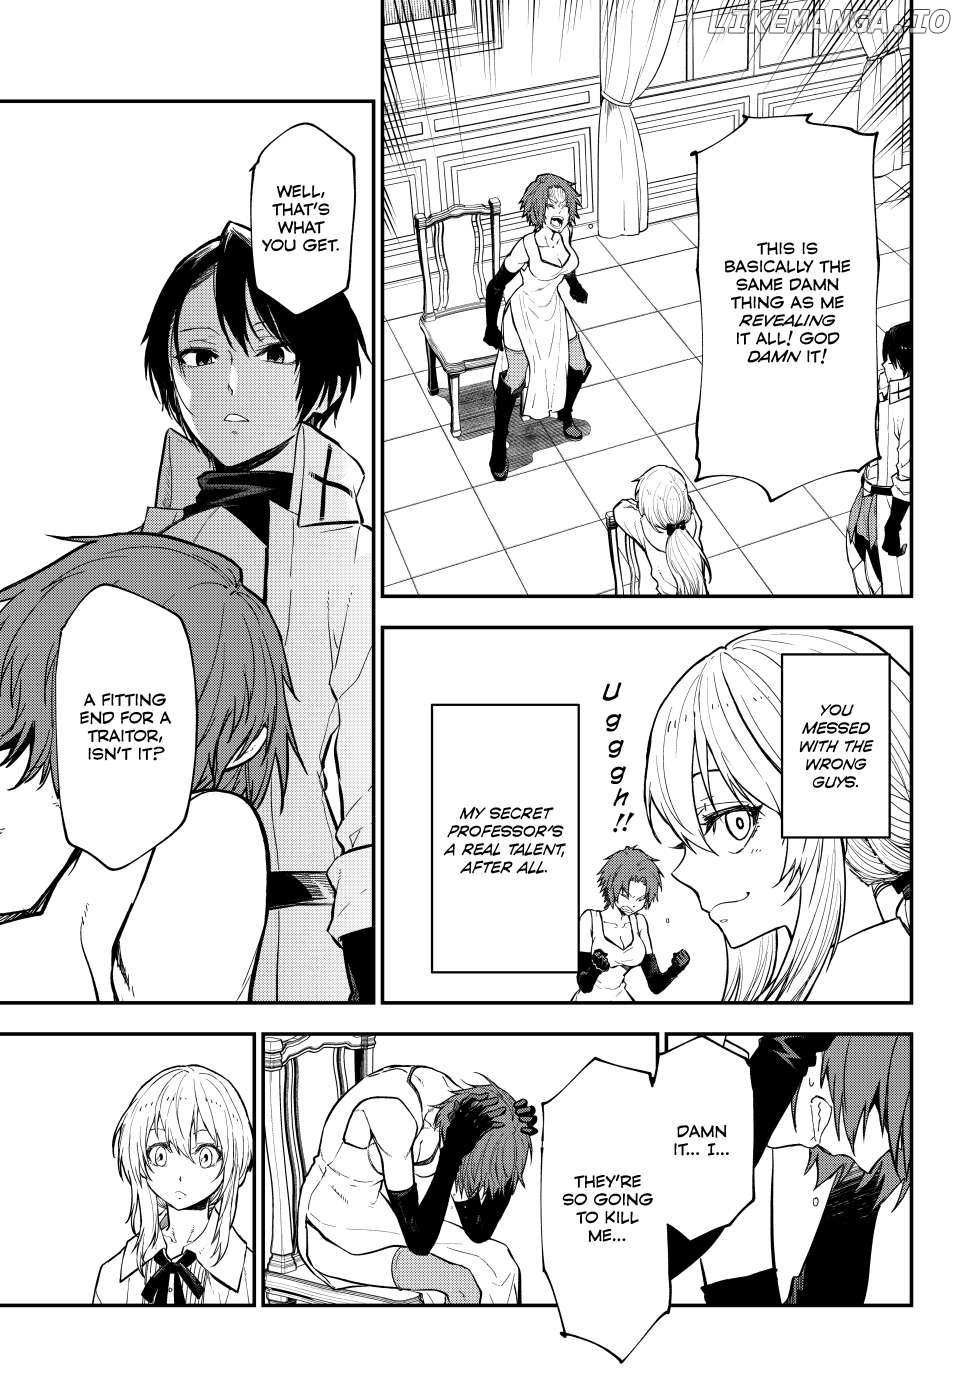 LIKEMANGA.IO
THIS IS
BASICALLY THE
SAME DAMN
THING AS ME
REVEALING
IT ALL! GOD
DAMN IT!
WELL,
THAT'S
WHAT
YOU GET.
A FITTING
END FOR A
TRAITOR,
ISN'T IT?
YOU
MESSED
WITH THE
WRONG
GUYS.
Ugggh!!
MY SECRET
PROFESSOR'S
A REAL TALENT,
AFTER ALL.
DAMN
IT... I...
THEY'RE
SO GOING
TO KILL
ME...